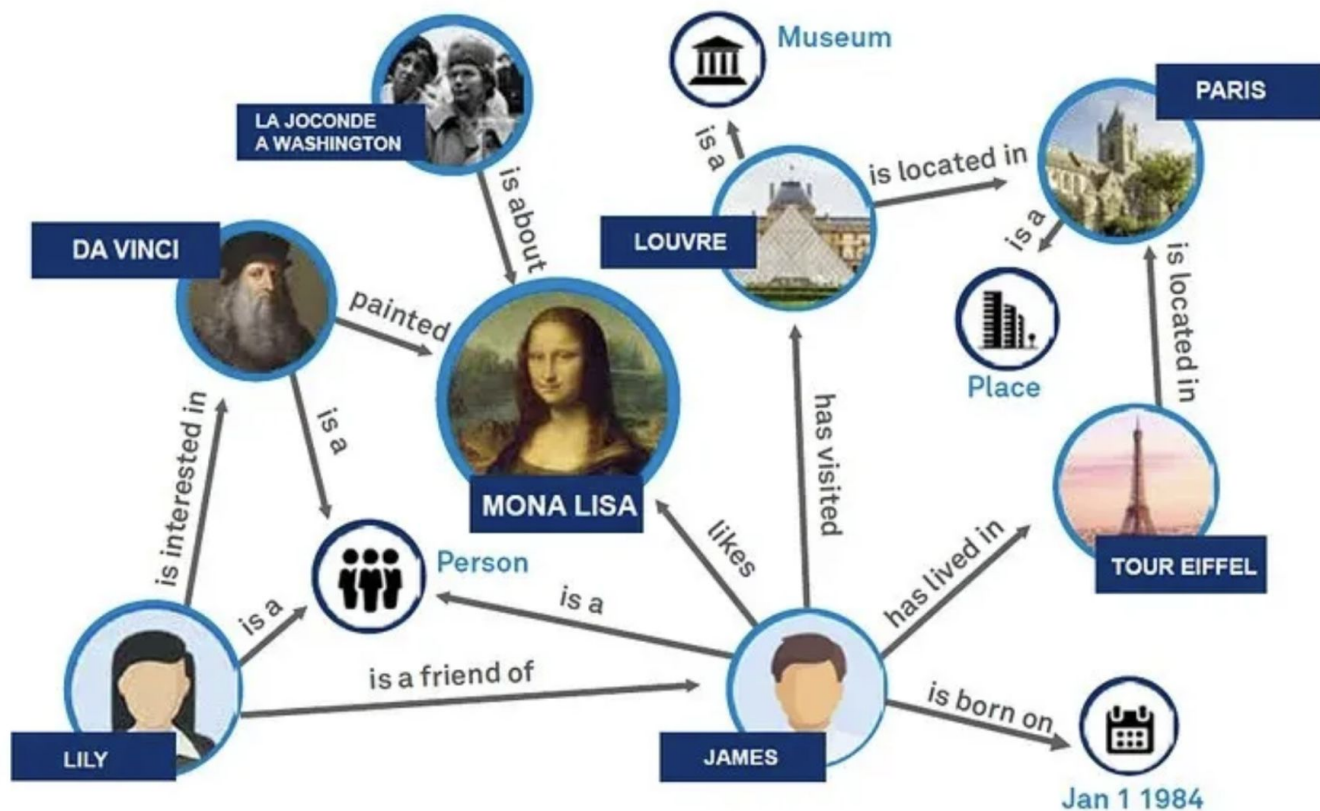 Museum
PARIS
LA JOCONDE
A WASHINGTON
is a
is located in
is about
is a
DA VINCI
LOUVRE
painted
is located in
Place
is interested in
is a
has visited
MONA LISA
likes
has lived in
TOUR EIFFEL
Person
is a
is a
is a friend of
is born on
LILY
JAMES
Jan 1 1984